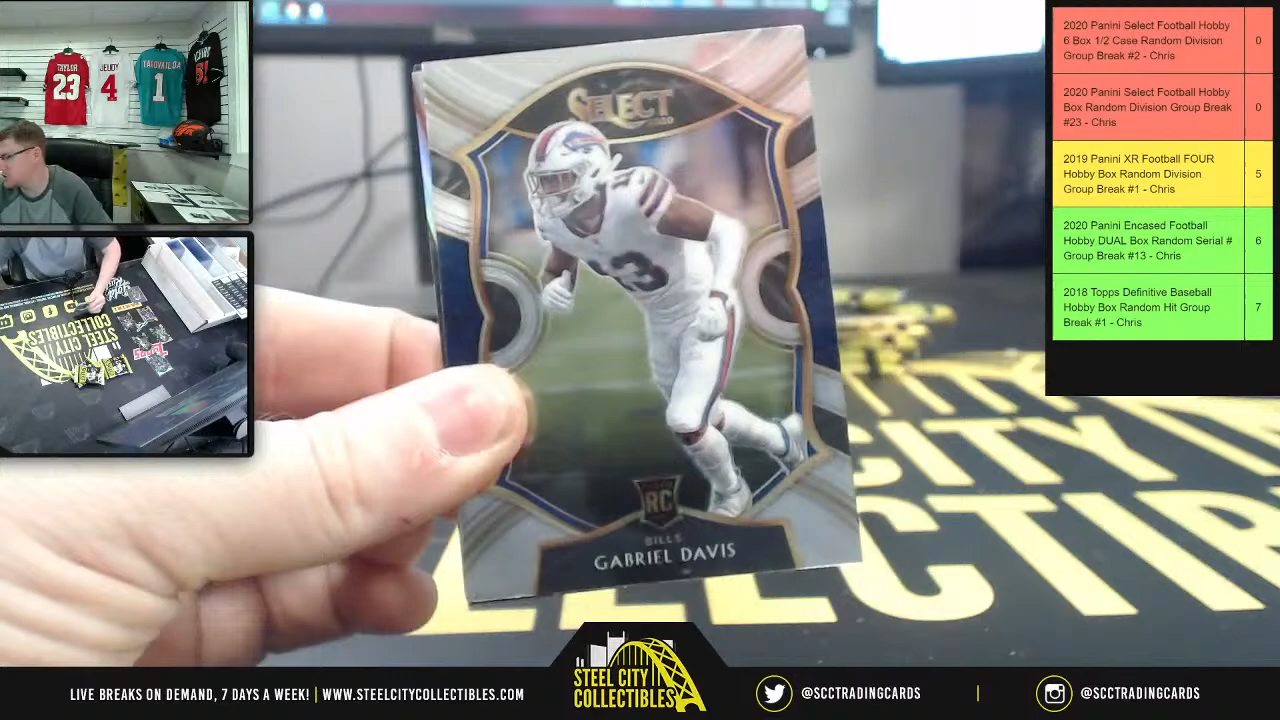 TAYLOR
23
JEUDY
4
TAGOVAILOA
1
SELECT
2020
13
RC
BILLS
GABRIEL DAVIS
2020 Panini Select Football Hobby
6 Box 1/2 Case Random Division
Group Break #2 - Chris
0
2020 Panini Select Football Hobby
Box Random Division Group Break
#23 - Chris
0
2019 Panini XR Football FOUR
Hobby Box Random Division
Group Break #1 - Chris
5
2020 Panini Encased Football
Hobby DUAL Box Random Serial #
Group Break #13 - Chris
6
2018 Topps Definitive Baseball
Hobby Box Random Hit Group
Break #1 - Chris
7
STEEL CITY
COLLECTIBLES
Topps
CITY
LIVE BREAKS ON DEMAND, 7 DAYS A WEEK! | WWW.STEELCITYCOLLECTIBLES.COM
STEEL CITY
COLLECTIBLES
@SCCTRADINGCARDS
|
@SCCTRADINGCARDS